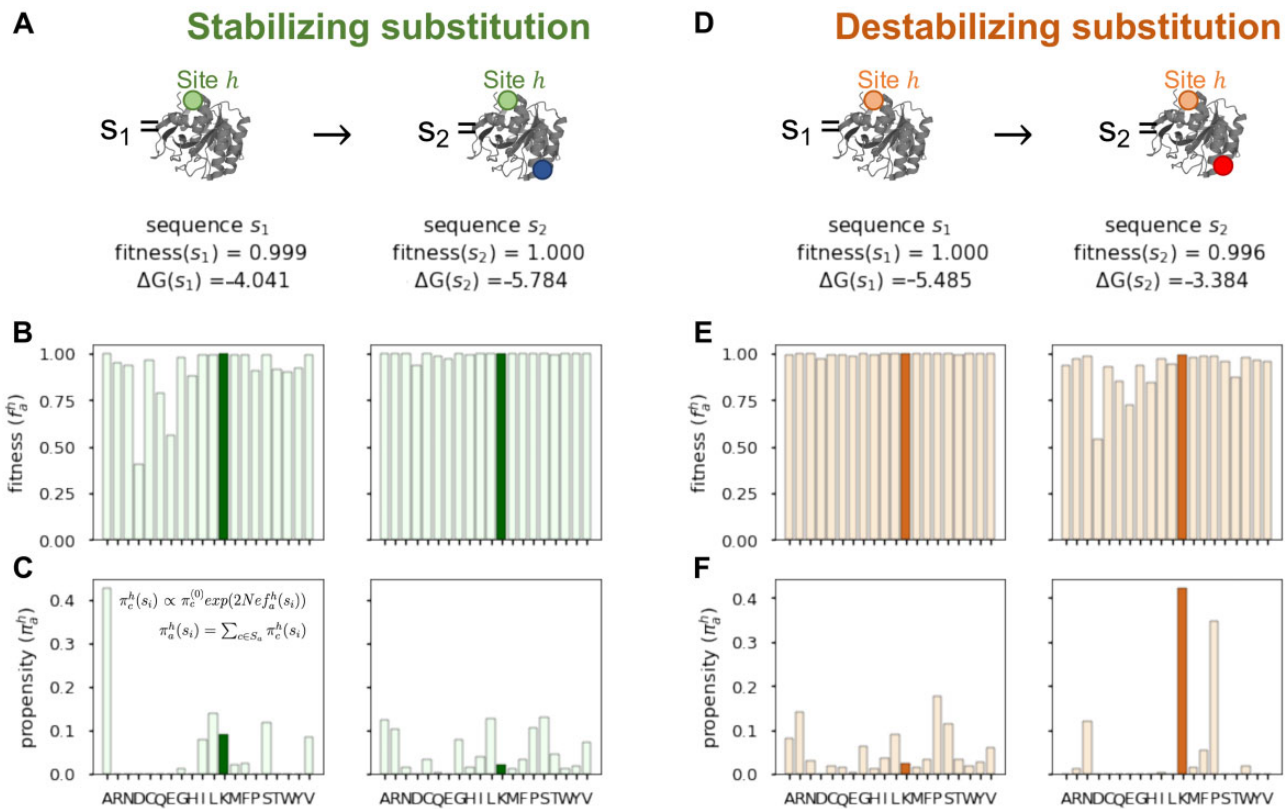 A
Stabilizing substitution
D
Destabilizing substitution
Site h
Site h
Site h
Site h
s1 =
→
s2 =
s1 =
→
s2 =
sequence s1
fitness(s1) = 0.999
ΔG(s1) =–4.041
sequence s2
fitness(s2) = 1.000
ΔG(s2) =–5.784
sequence s1
fitness(s1) = 1.000
ΔG(s1) =–5.485
sequence s2
fitness(s2) = 0.996
ΔG(s2) =–3.384
B
fitness (f_a^h)
1.00
0.75
0.50
0.25
0.00
E
fitness (f_a^h)
1.00
0.75
0.50
0.25
0.00
C
propensity (π_a^h)
0.4
0.3
0.2
0.1
0.0
π_c^h(s_i) ∝ π_c^(0) exp(2Nef_a^h(s_i))
π_a^h(s_i) = ∑_{c∈S_a} π_c^h(s_i)
ARNDCQEGHILKMFPSTWYV
ARNDCQEGHILKMFPSTWYV
F
propensity (π_a^h)
0.4
0.3
0.2
0.1
0.0
ARNDCQEGHILKMFPSTWYV
ARNDCQEGHILKMFPSTWYV